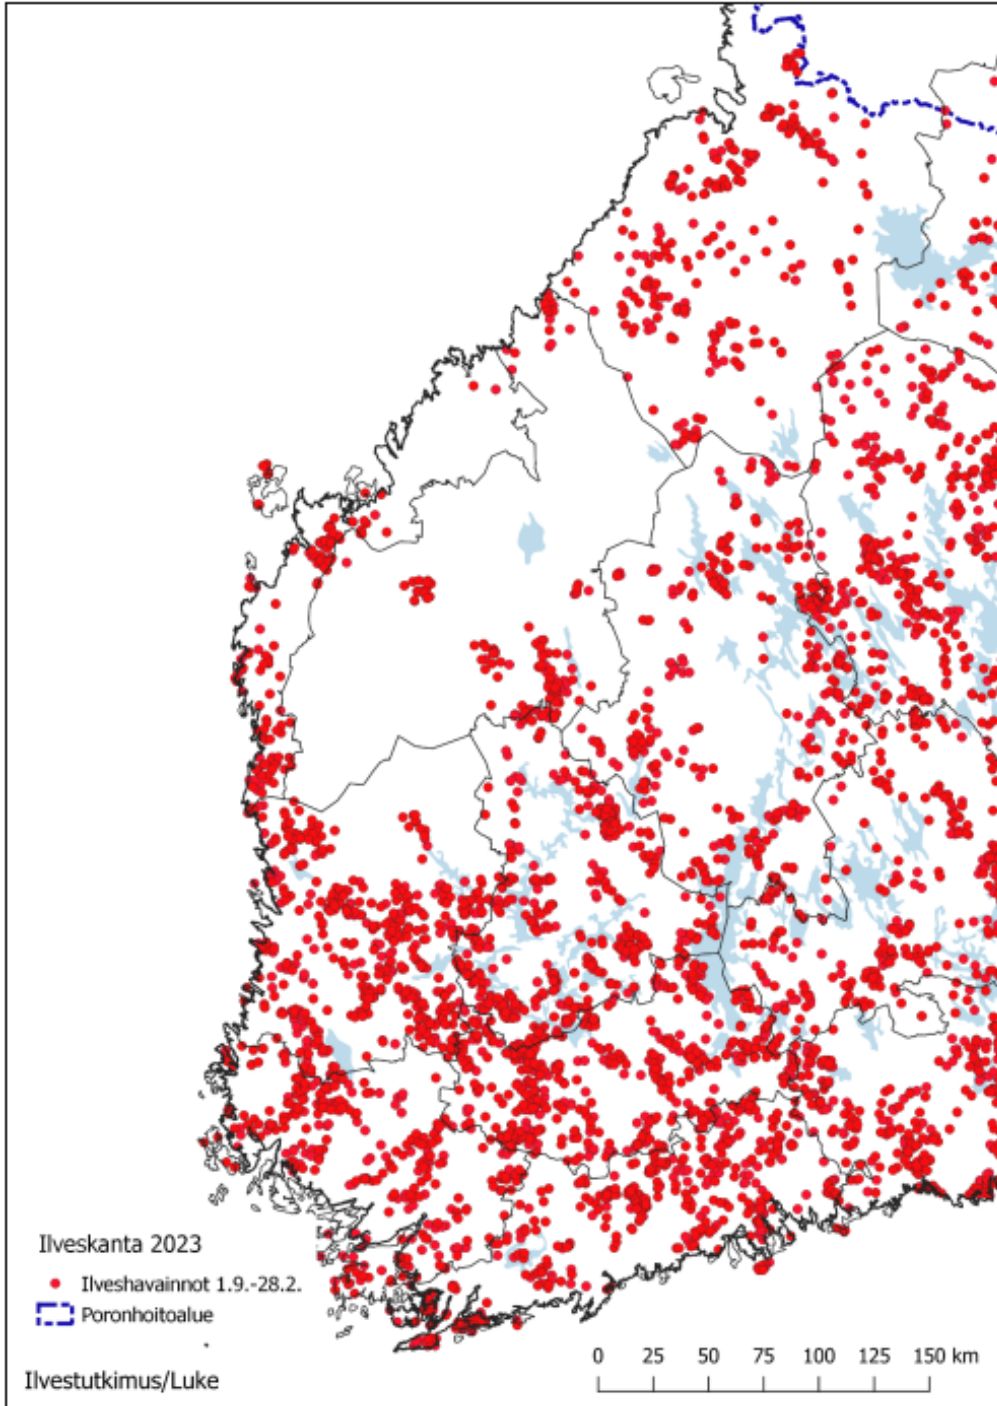 Ilveskanta 2023
Ilveshavainnot 1.9.-28.2.
Poronhoitoalue
Ilvestutkimus/Luke
0 25 50 75 100 125 150 km